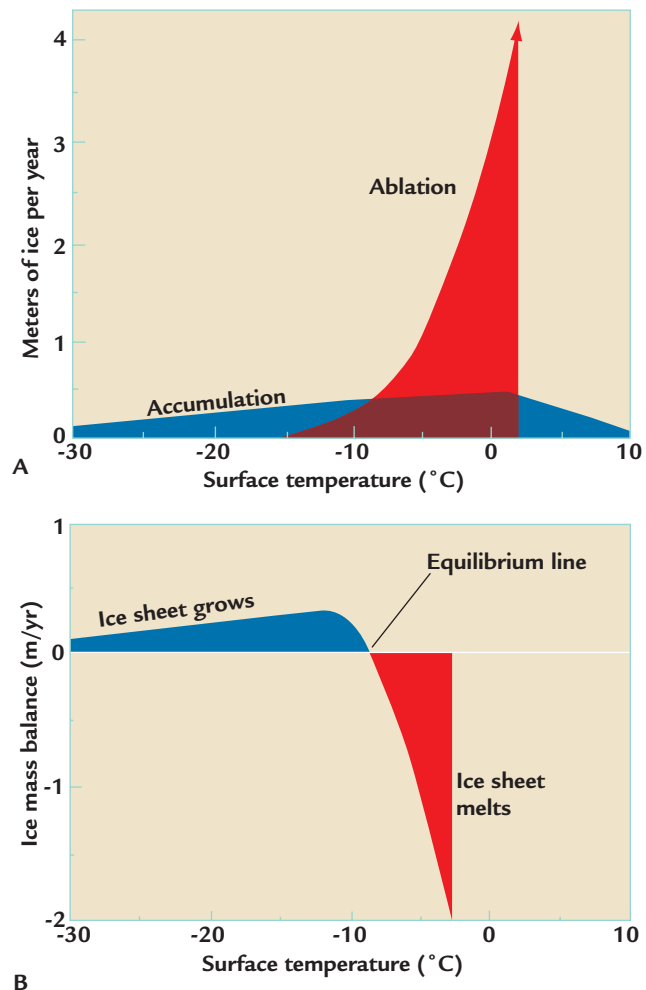 4
3
2
1
0
Meters of ice per year
Ablation
Accumulation
-30
-20
-10
0
10
A
Surface temperature (˚C)
1
0
-1
-2
Ice mass balance (m/yr)
Equilibrium line
Ice sheet grows
Ice sheet
melts
-30
-20
-10
0
10
Surface temperature (˚C)
B